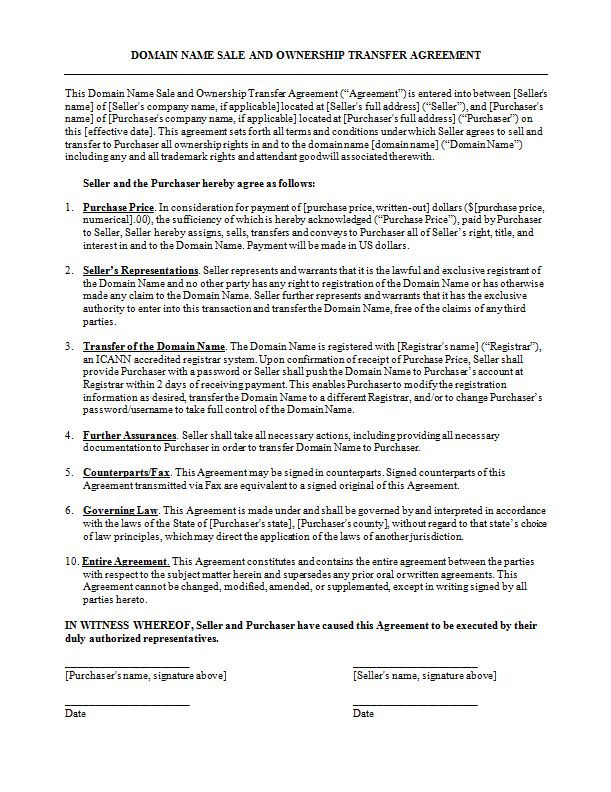 DOMAIN NAME SALE AND OWNERSHIP TRANSFER AGREEMENT
This Domain Name Sale and Ownership Transfer Agreement (“Agreement”) is entered into between [Seller's
name] of [Seller's company name, if applicable] located at [Seller's full address] (“Seller”), and [Purchaser's
name] of [Purchaser's company name, if applicable] located at [Purchaser's full address] (“Purchaser”) on
this [effective date]. This agreement sets forth all terms and conditions under which Seller agrees to sell and
transfer to Purchaser all ownership rights in and to the domain name [domain name] (“Domain Name”)
including any and all trademark rights and attendant goodwill associated therewith.
Seller and the Purchaser hereby agree as follows:
1. Purchase Price. In consideration for payment of [purchase price, written-out] dollars ($[purchase price,
numerical].00), the sufficiency of which is hereby acknowledged (“Purchase Price”), paid by Purchaser
to Seller, Seller hereby assigns, sells, transfers and conveys to Purchaser all of Seller’s right, title, and
interest in and to the Domain Name. Payment will be made in US dollars.
2. Seller’s Representations. Seller represents and warrants that it is the lawful and exclusive registrant of
the Domain Name and no other party has any right to registration of the Domain Name or has otherwise
made any claim to the Domain Name. Seller further represents and warrants that it has the exclusive
authority to enter into this transaction and transfer the Domain Name, free of the claims of any third
parties.
3. Transfer of the Domain Name. The Domain Name is registered with [Registrar's name] (“Registrar”),
an ICANN accredited registrar system. Upon confirmation of receipt of Purchase Price, Seller shall
provide Purchaser with a password or Seller shall push the Domain Name to Purchaser’s account at
Registrar within 2 days of receiving payment. This enables Purchaser to modify the registration
information as desired, transfer the Domain Name to a different Registrar, and/or to change Purchaser’s
password/username to take full control of the Domain Name.
4. Further Assurances. Seller shall take all necessary actions, including providing all necessary
documentation to Purchaser in order to transfer Domain Name to Purchaser.
5. Counterparts/Fax. This Agreement may be signed in counterparts. Signed counterparts of this
Agreement transmitted via Fax are equivalent to a signed original of this Agreement.
6. Governing Law. This Agreement is made under and shall be governed by and interpreted in accordance
with the laws of the State of [Purchaser's state], [Purchaser's county], without regard to that state’s choice
of law principles, which may direct the application of the laws of another jurisdiction.
10. Entire Agreement. This Agreement constitutes and contains the entire agreement between the parties
with respect to the subject matter herein and supersedes any prior oral or written agreements. This
Agreement cannot be changed, modified, amended, or supplemented, except in writing signed by all
parties hereto.
IN WITNESS WHEREOF, Seller and Purchaser have caused this Agreement to be executed by their
duly authorized representatives.
[Purchaser's name, signature above] [Seller's name, signature above]
Date Date